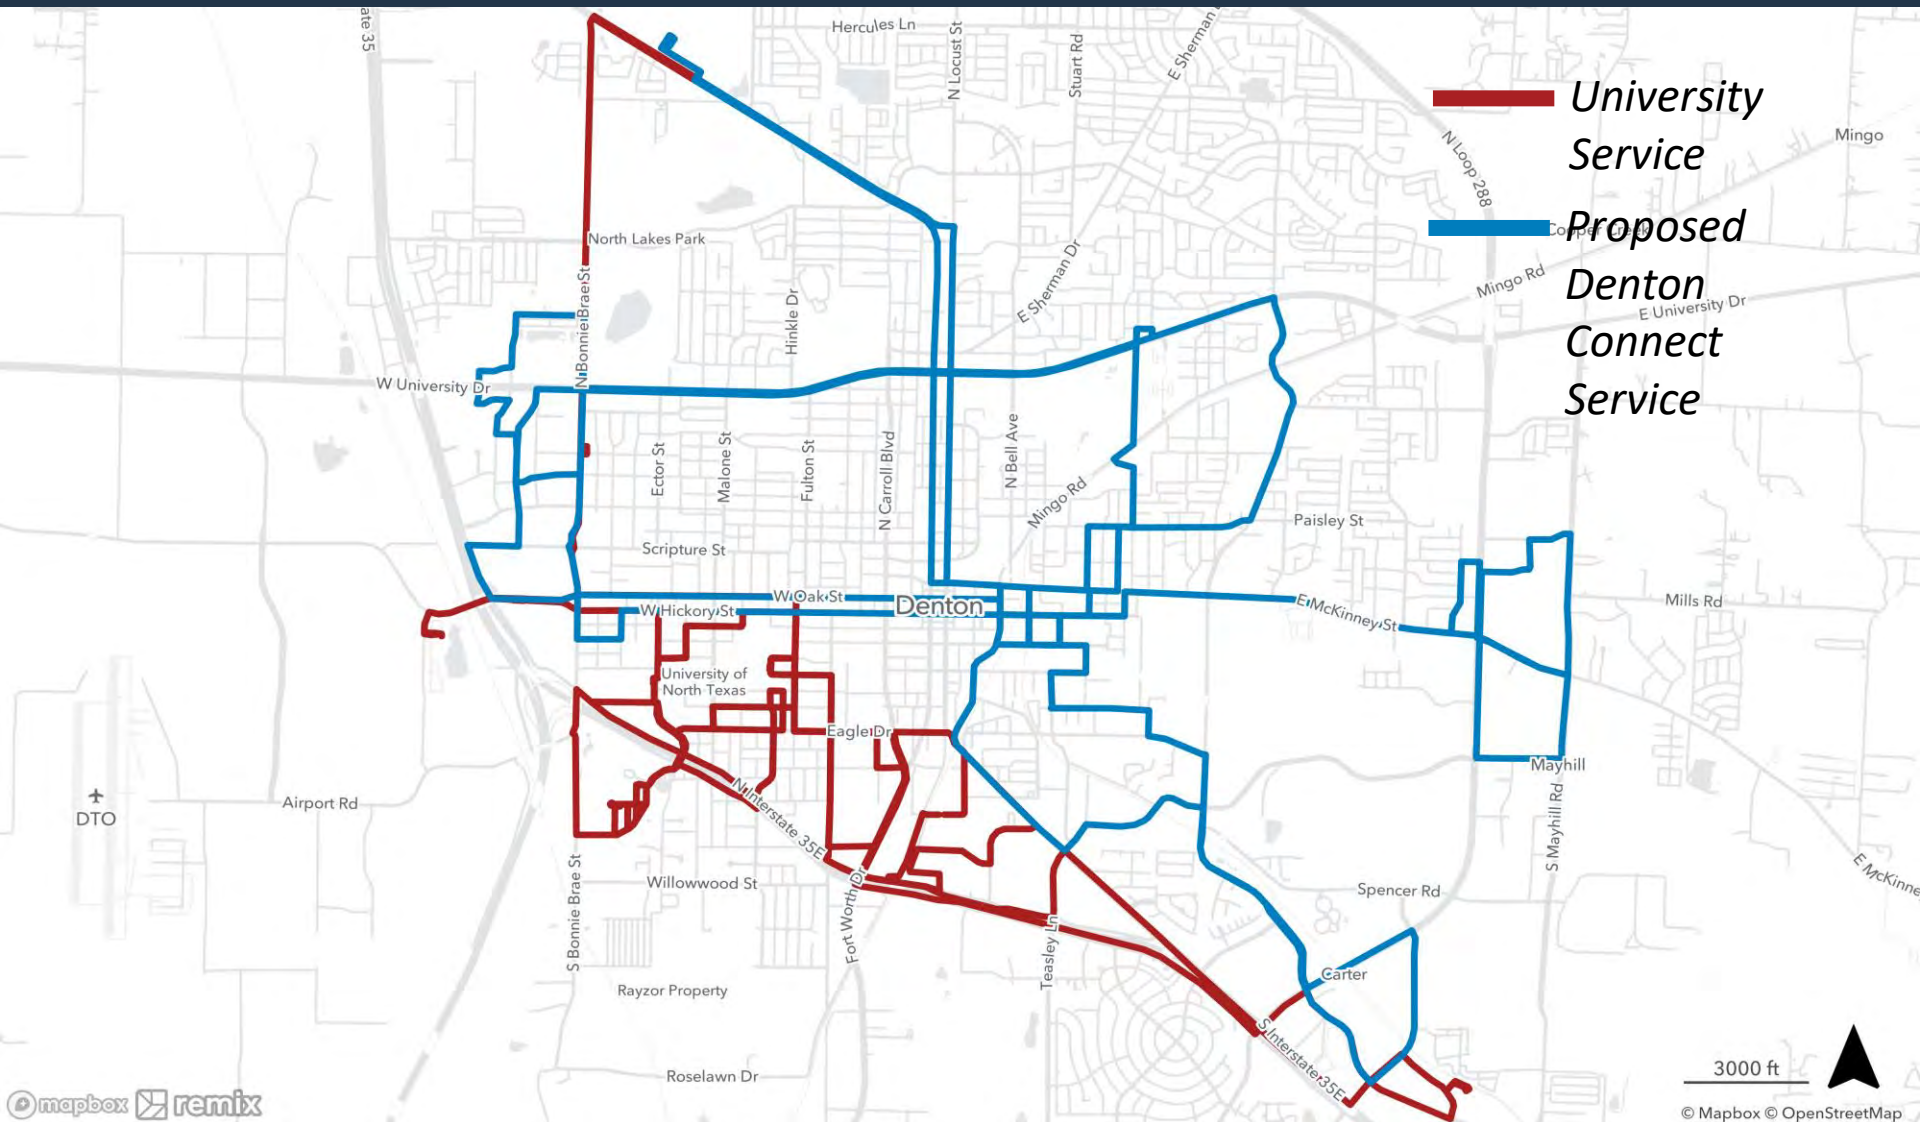 ate 35
Hercules Ln
N Locust St
Stuart Rd
E Sherman
N Loop 288
Mingo
University
Service
Proposed
Denton
Connect
Service
Mingo Rd
E University Dr
North Lakes Park
N Bonnie Brae St
Hinkle Dr
E Sherman Dr
W University Dr
Ector St
Malone St
Fulton St
N Carroll Blvd
N Bell Ave
Mingo Rd
Paisley St
Scripture St
W Oak St
W Hickory St
Denton
E McKinney St
Mills Rd
University of
North Texas
Eagle Dr
Mayhill
DTO
Airport Rd
N Interstate 35E
S Mayhill Rd
E McKinne
S Bonnie Brae St
Willowwood St
Fort Worth Dr
Spencer Rd
Teasley Ln
Carter
Rayzor Property
S Interstate 35E
Roselawn Dr
3000 ft
mapbox remix
© Mapbox © OpenStreetMap